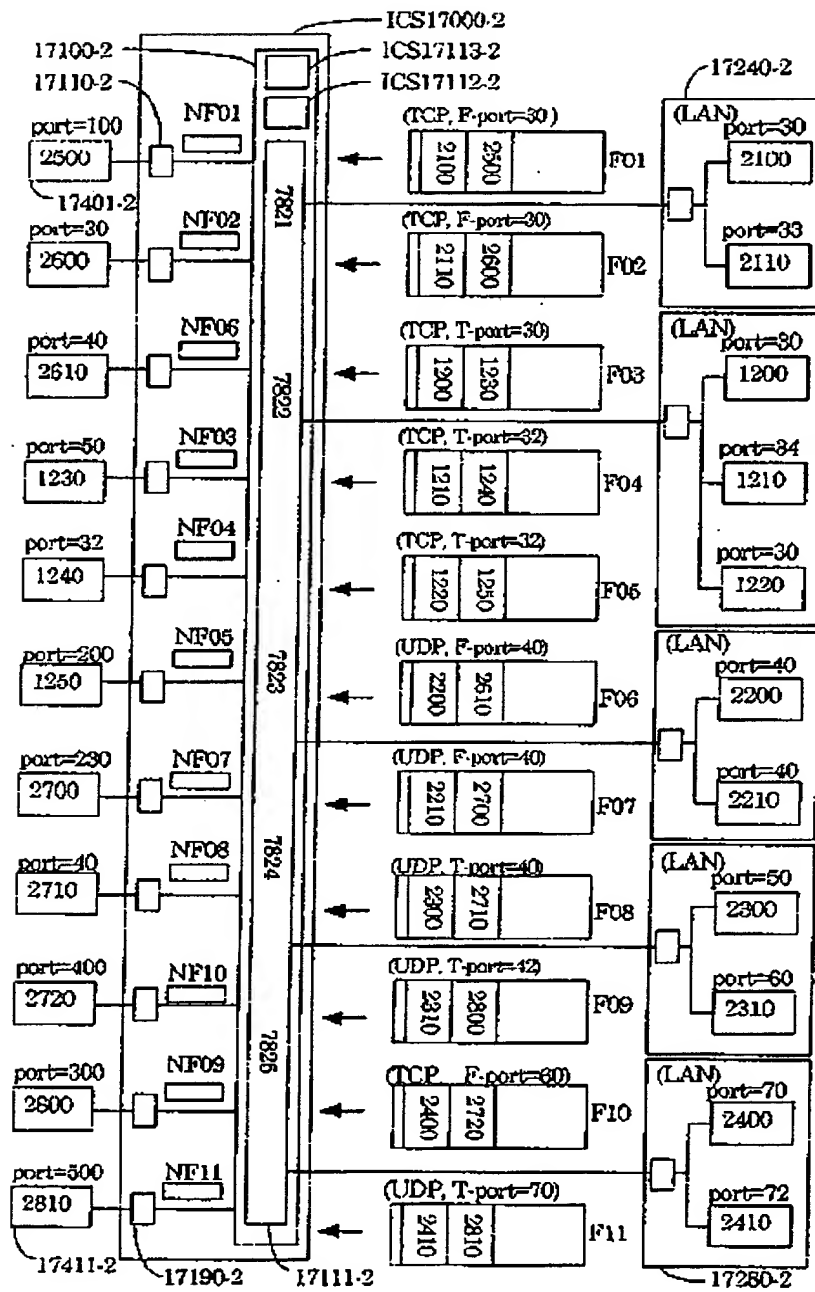 ICS17000-2
17100-2
ICS17113-2
17110-2
ICS17112-2
17240-2
port=100
NF01
(TCP, F-port=30)
(LAN)
port=30
2500
2100
2500
F01
2100
17401-2
7821
port=30
NF02
(TCP, F-port=30)
port=33
2600
2110
2600
F02
2110
port=40
NF06
(TCP, T-port=30)
(LAN)
port=30
2610
7822
1200
1230
F03
1200
port=50
NF03
(TCP, T-port=32)
port=34
1230
1210
1240
F04
1210
port=32
NF04
(TCP, T-port=32)
port=30
1240
1220
1250
F05
1220
port=200
NF05
(UDP, F-port=40)
(LAN)
port=40
1250
7823
2200
2610
F06
2200
port=230
NF07
(UDP, F-port=40)
port=40
2700
2210
2700
F07
2210
port=40
NF08
7824
(UDP, T-port=40)
(LAN)
port=50
2710
2300
2710
F08
2300
port=400
NF10
(UDP, T-port=42)
port=60
2720
2310
2800
F09
2310
port=300
NF09
7825
(TCP, F-port=60)
(LAN)
port=70
2800
2400
2720
F10
2400
port=500
NF11
(UDP, T-port=70)
port=72
2810
2410
2810
F11
2410
17411-2
17190-2
17111-2
17280-2